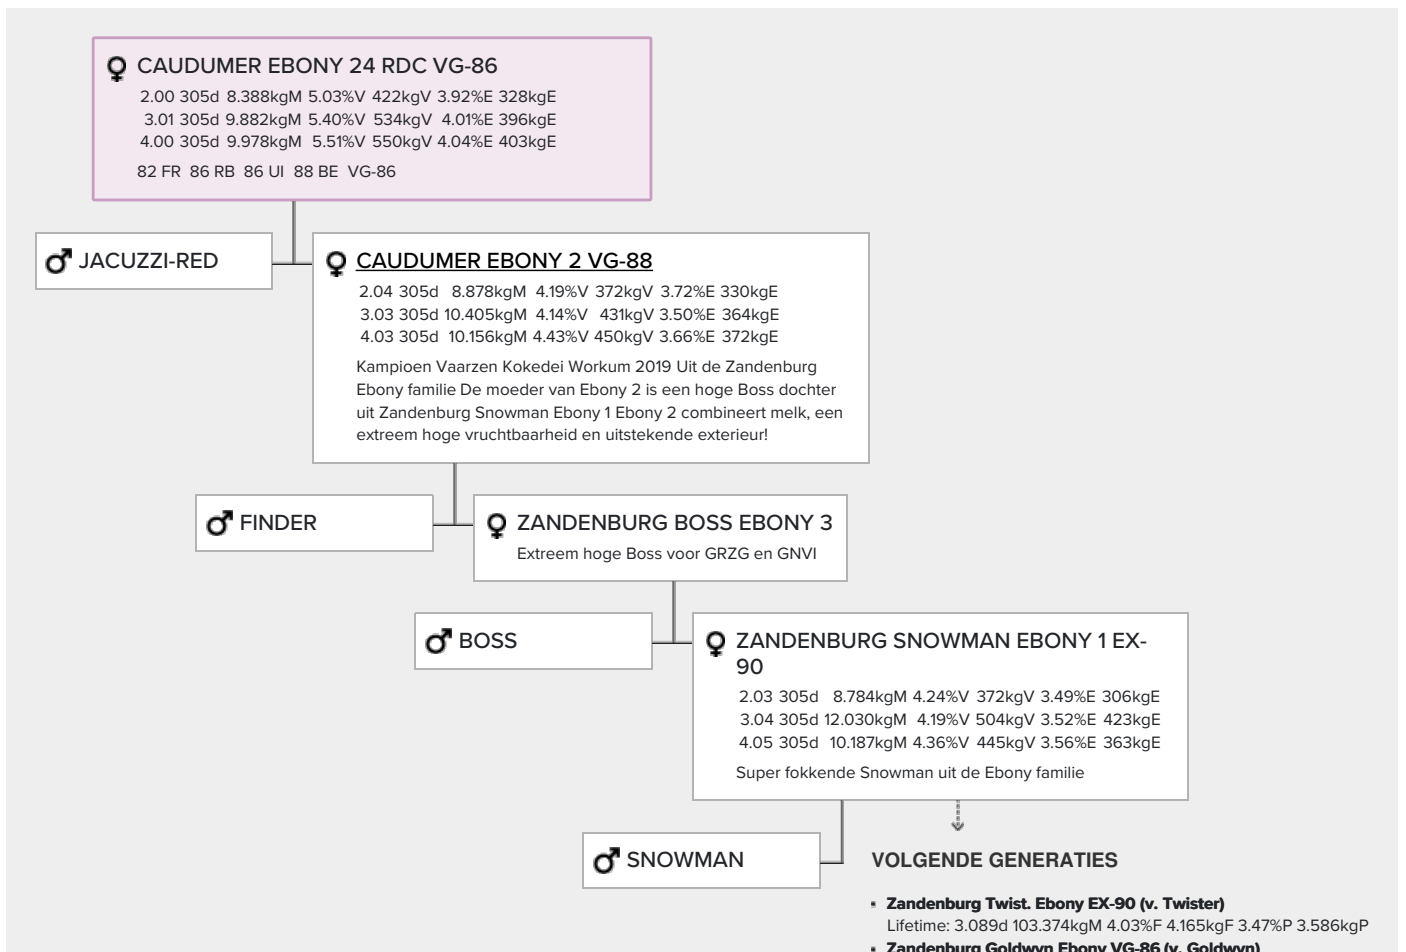 CAUDUMER EBONY 24 RDC VG-86
2.00 305d 8.388kgM 5.03%V 422kgV 3.92%E 328kgE
3.01 305d 9.882kgM 5.40%V 534kgV 4.01%E 396kgE
4.00 305d 9.978kgM 5.51%V 550kgV 4.04%E 403kgE
82 FR 86 RB 86 UI 88 BE VG-86
JACUZZI-RED
CAUDUMER EBONY 2 VG-88
2.04 305d 8.878kgM 4.19%V 372kgV 3.72%E 330kgE
3.03 305d 10.405kgM 4.14%V 431kgV 3.50%E 364kgE
4.03 305d 10.156kgM 4.43%V 450kgV 3.66%E 372kgE
Kampioen Vaarzen Kokedei Workum 2019 Uit de Zandenburg
Ebony familie De moeder van Ebony 2 is een hoge Boss dochter
uit Zandenburg Snowman Ebony 1 Ebony 2 combineert melk, een
extreem hoge vruchtbaarheid en uitstekende exterieur!
FINDER
ZANDENBURG BOSS EBONY 3
Extreem hoge Boss voor GRZG en GNVI
BOSS
ZANDENBURG SNOWMAN EBONY 1 EX-
90
2.03 305d 8.784kgM 4.24%V 372kgV 3.49%E 306kgE
3.04 305d 12.030kgM 4.19%V 504kgV 3.52%E 423kgE
4.05 305d 10.187kgM 4.36%V 445kgV 3.56%E 363kgE
Super fokkende Snowman uit de Ebony familie
SNOWMAN
VOLGENDE GENERATIES
Zandenburg Twist. Ebony EX-90 (v. Twister)
Lifetime: 3.089d 103.374kgM 4.03%F 4.165kgF 3.47%P 3.586kgP
Zandenburg Goldwyn Ebony VG-86 (v. Goldwyn)